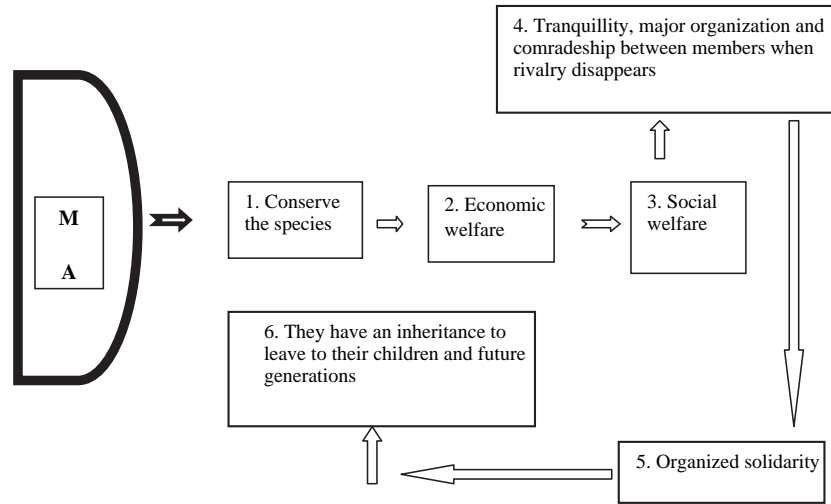 M
A
1. Conserve
the species
2. Economic
welfare
3. Social
welfare
4. Tranquillity, major organization and
comradeship between members when
rivalry disappears
5. Organized solidarity
6. They have an inheritance to
leave to their children and future
generations